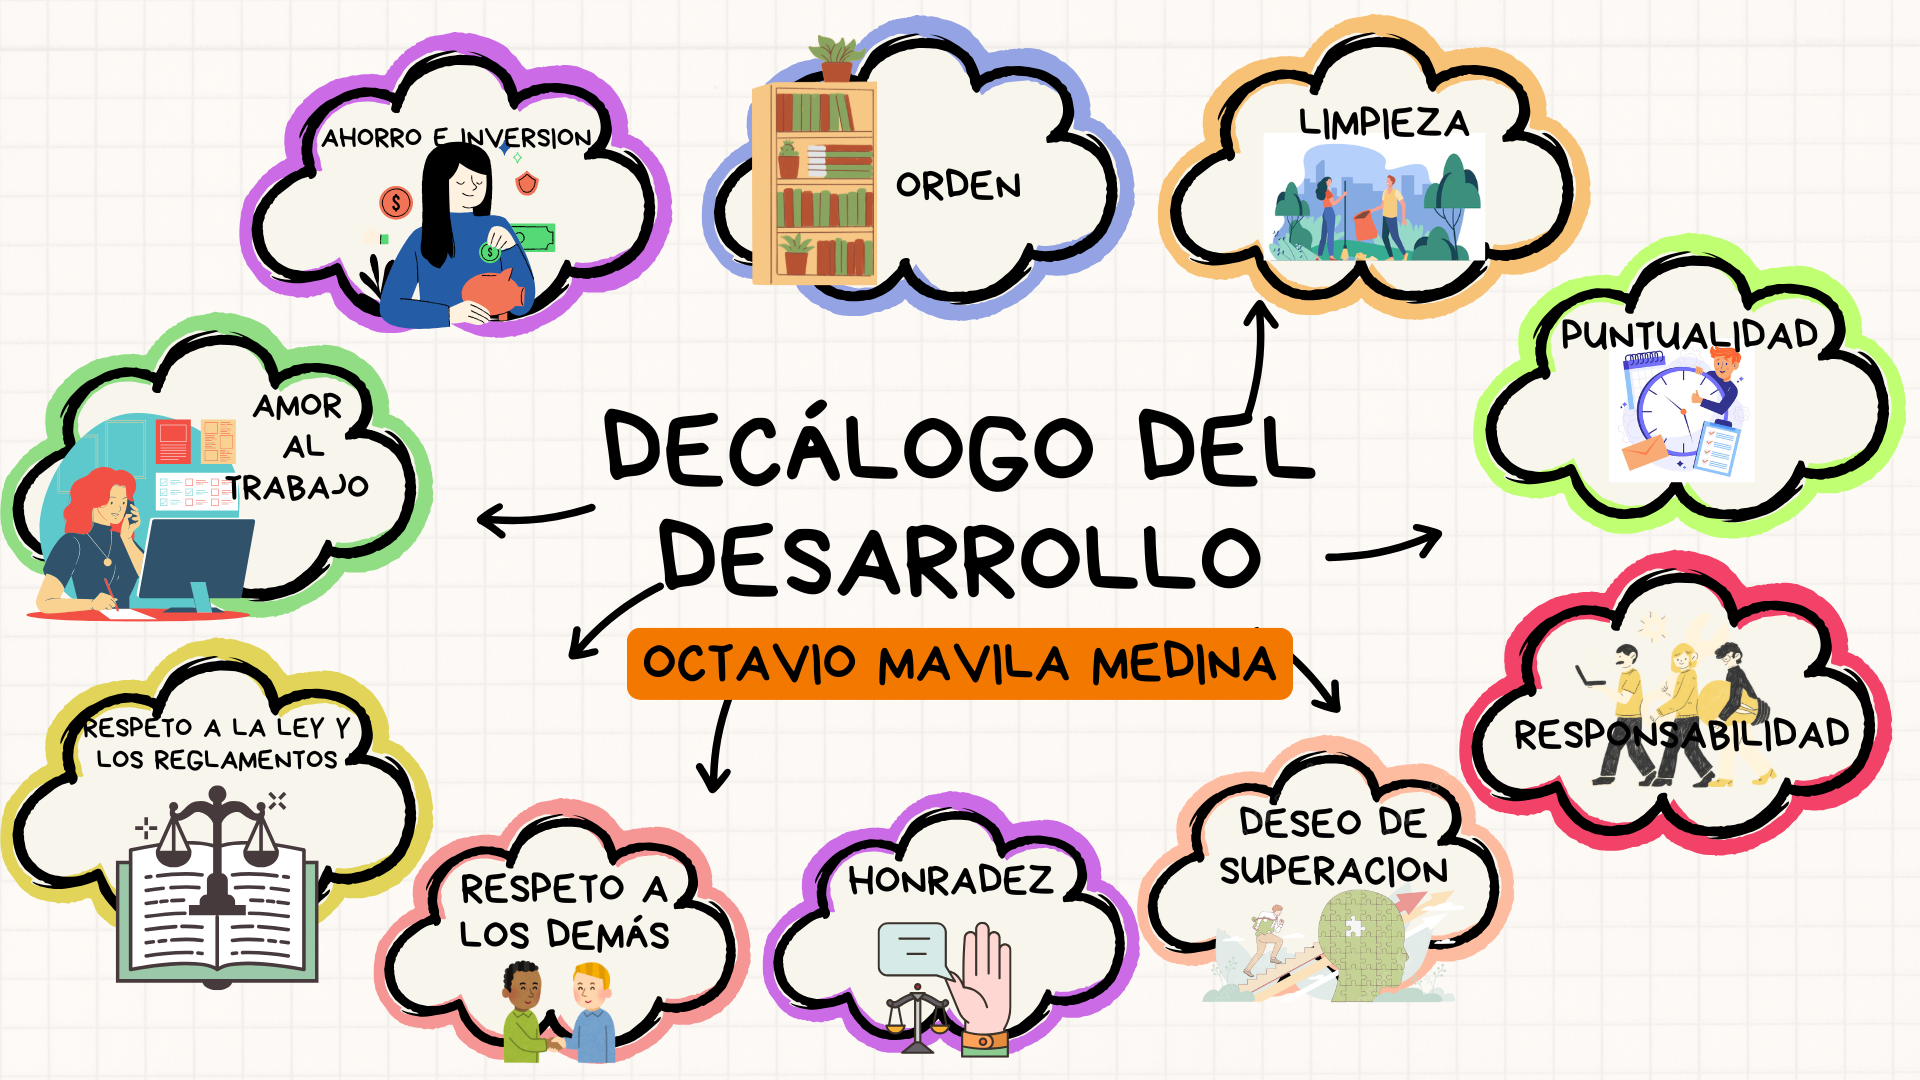 AHORRO E INVERSION
ORDEN
LIMPIEZA
PUNTUALIDAD
AMOR
AL
TRABAJO
DECÁLOGO DEL
DESARROLLO
OCTAVIO MAVILA MEDINA
RESPONSABILIDAD
RESPETO A LA LEY Y
LOS REGLAMENTOS
DESEO DE
SUPERACION
RESPETO A
LOS DEMÁS
HONRADEZ